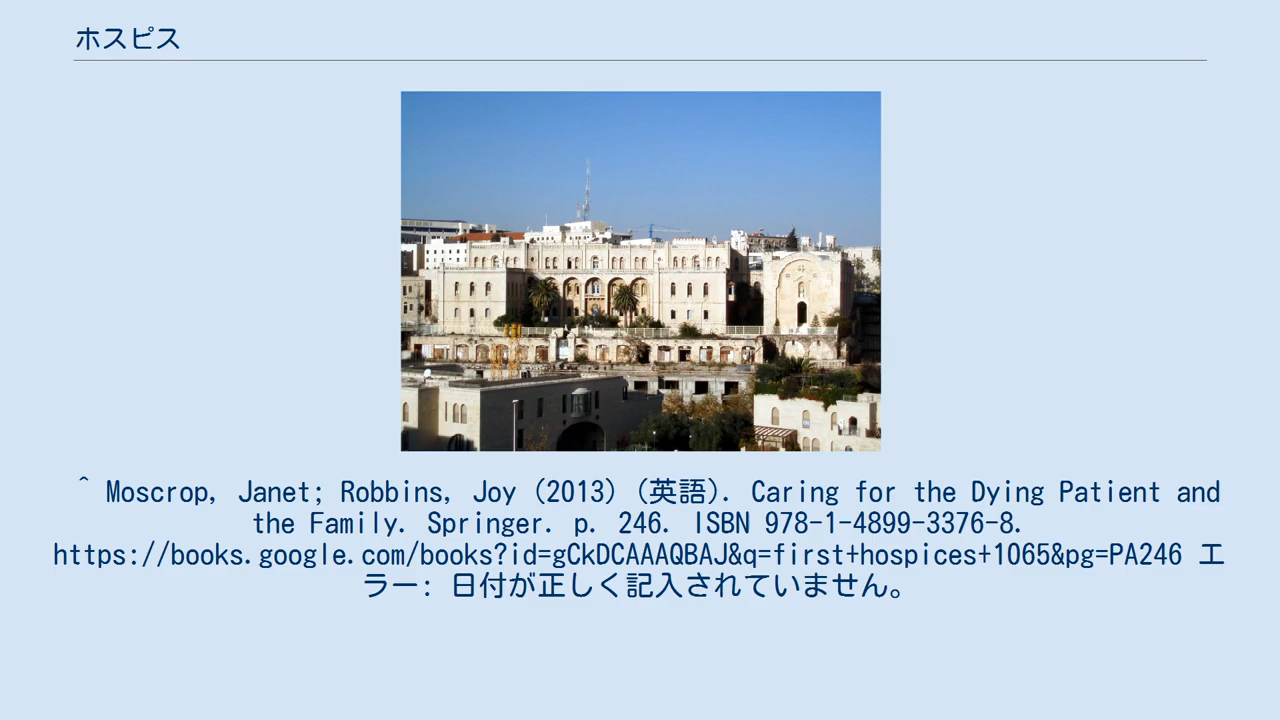 ホスピス
^ Moscrop, Janet; Robbins, Joy (2013) (英語). Caring for the Dying Patient and
the Family. Springer. p. 246. ISBN 978-1-4899-3376-8.
https://books.google.com/books?id=gCkDCAAAQBAJ&q=first+hospices+1065&pg=PA246 エ
ラー: 日付が正しく記入されていません。